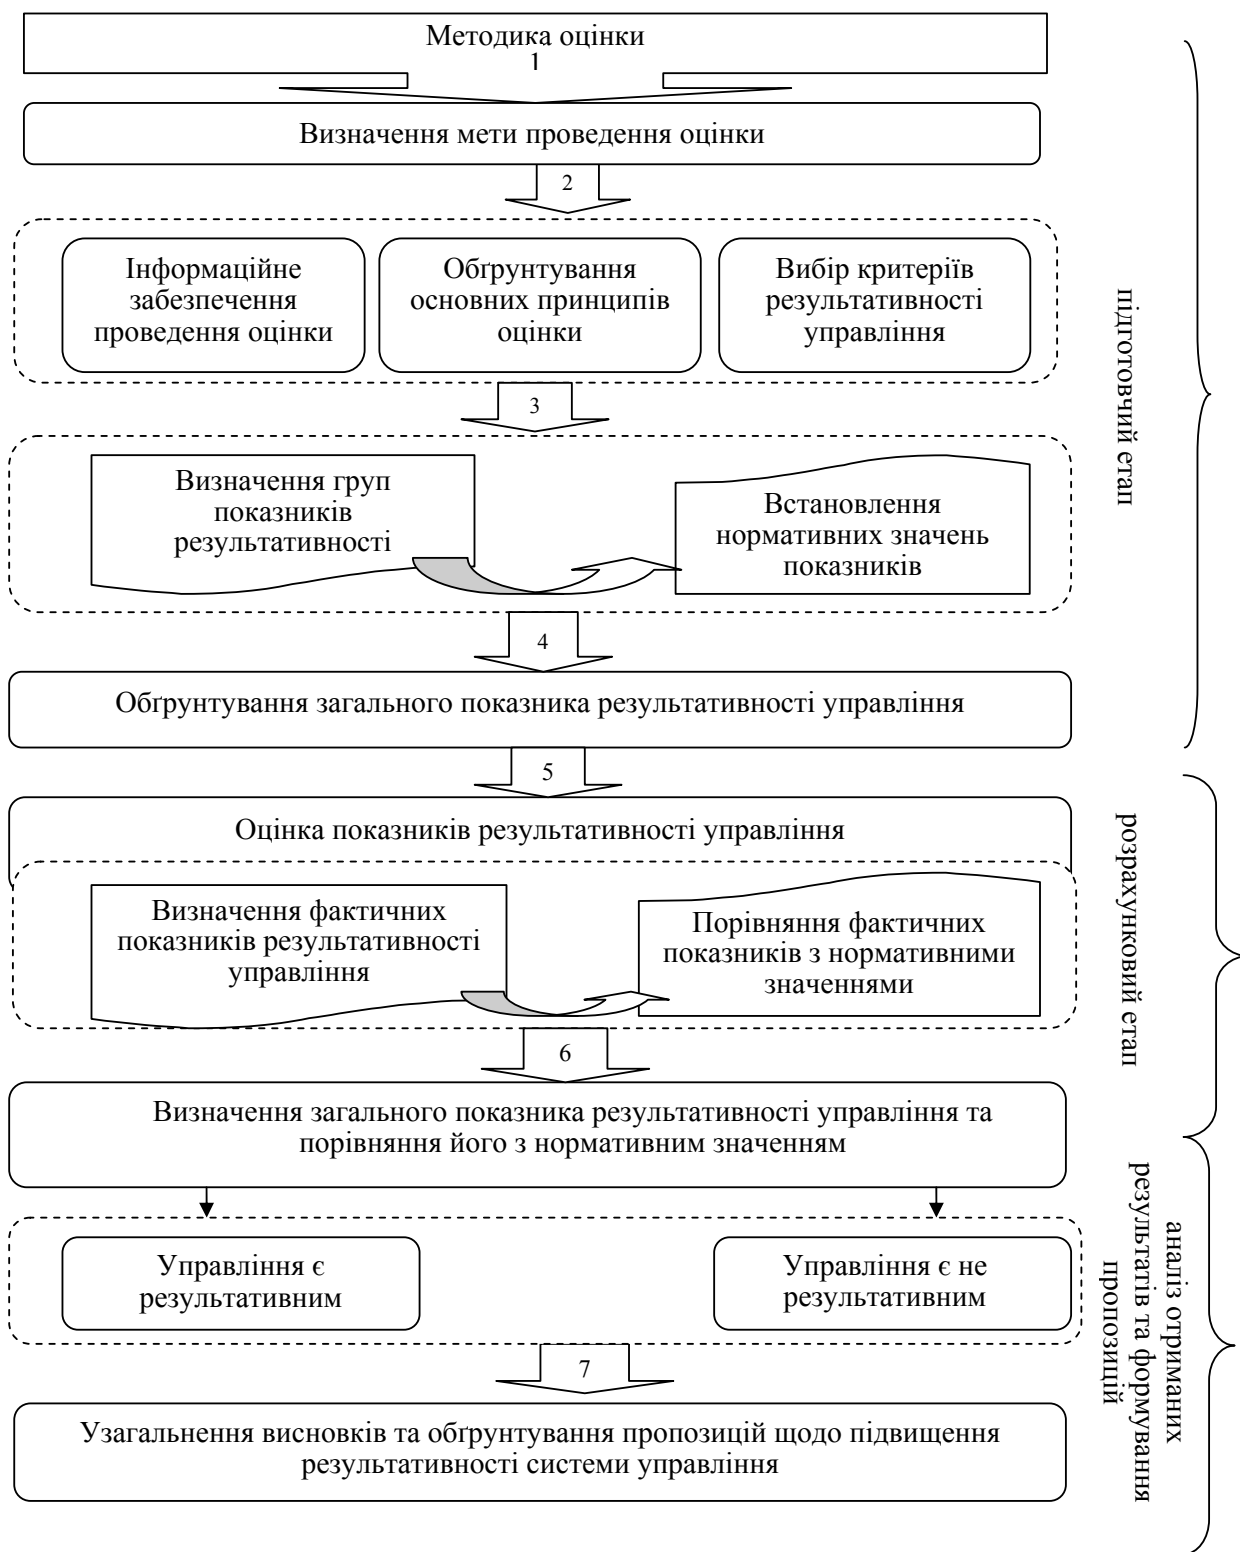 Методика оцінки
1
Визначення мети проведення оцінки
2
Інформаційне
забезпечення
проведення оцінки
Обґрунтування
основних принципів
оцінки
Вибір критеріїв
результативності
управління
3
Визначення груп
показників
результативності
Встановлення
нормативних значень
показників
4
Обґрунтування загального показника результативності управління
підготовчий етап
5
Оцінка показників результативності управління
Визначення фактичних
показників результативності
управління
Порівняння фактичних
показників з нормативними
значеннями
розрахунковий етап
6
Визначення загального показника результативності управління та
порівняння його з нормативним значенням
Управління є
результативним
Управління є не
результативним
7
Узагальнення висновків та обґрунтування пропозицій щодо підвищення
результативності системи управління
аналіз отриманих
результатів та формування
пропозицій